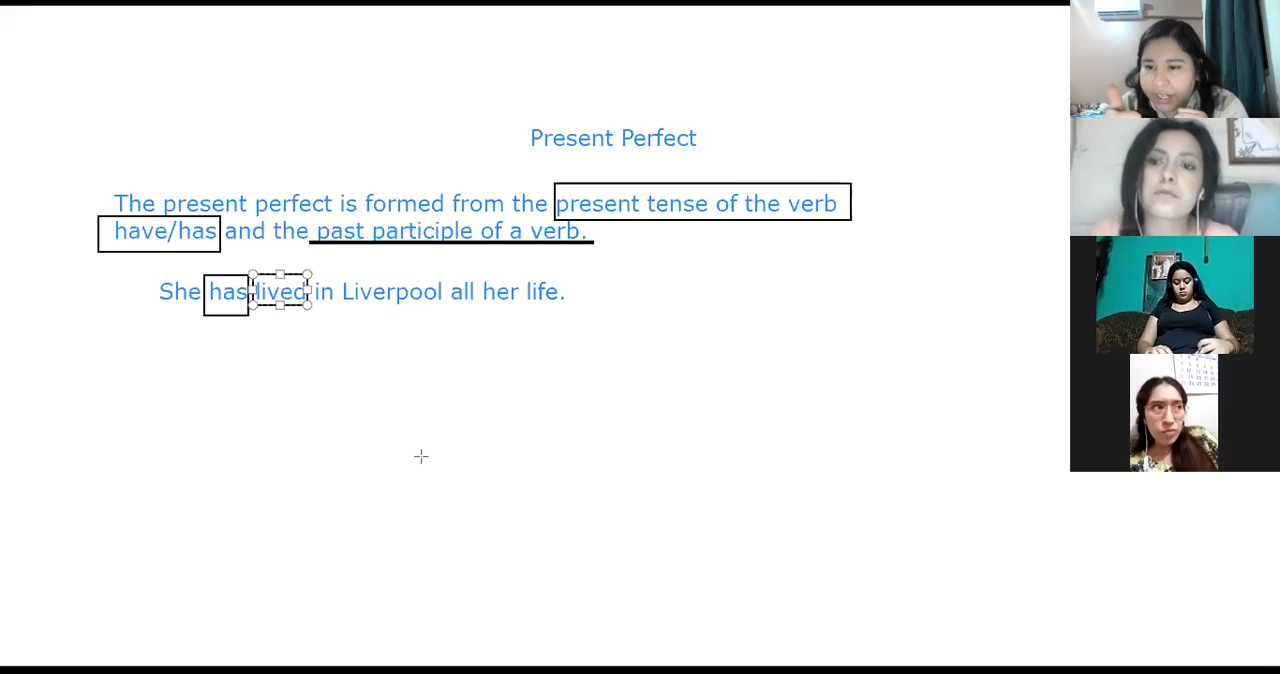 Present Perfect
The present perfect is formed from the present tense of the verb
have/has and the past participle of a verb.
She has lived in Liverpool all her life.